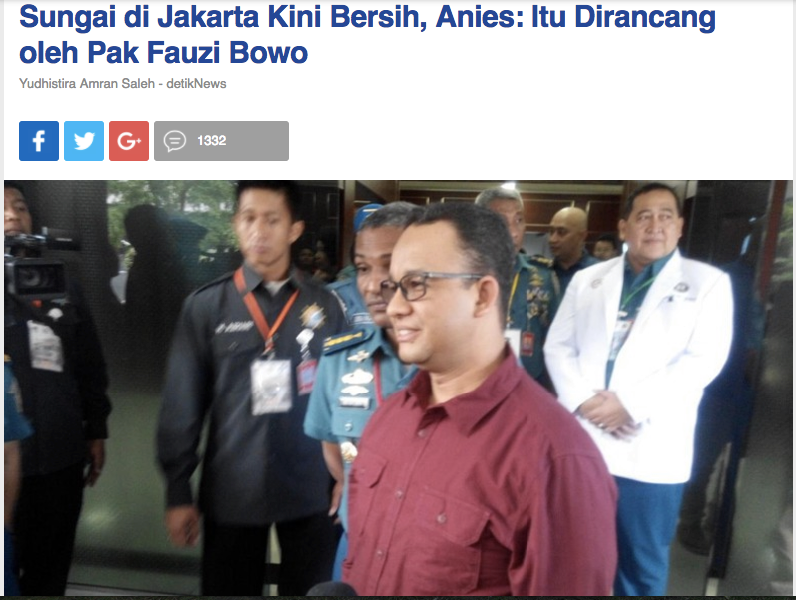 Sungai di Jakarta Kini Bersih, Anies: Itu Dirancang
oleh Pak Fauzi Bowo
Yudhistira Amran Saleh - detikNews
f
G+
1332